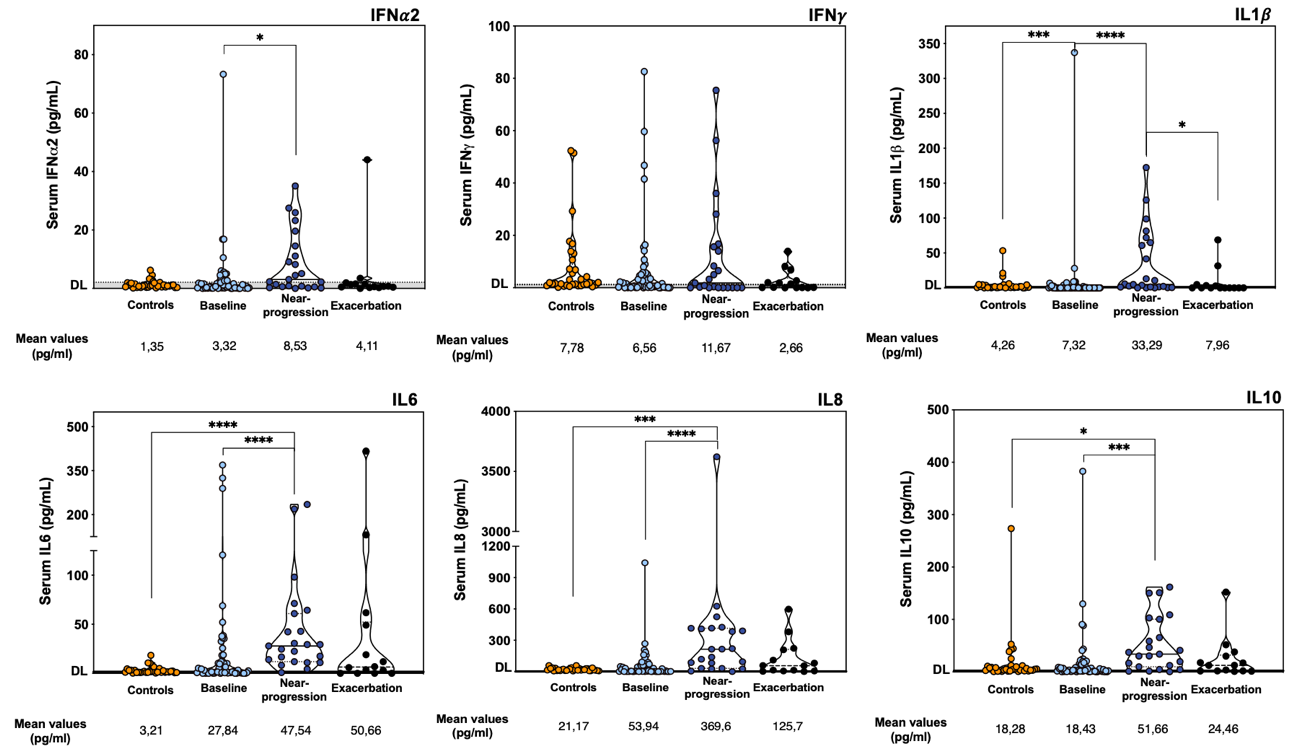 IFNα2
*
Serum IFNα2 (pg/mL)
80
60
40
20
DL
Controls
Baseline
Near-
progression
Exacerbation
Mean values
(pg/ml)
1,35
3,32
8,53
4,11
IFNγ
Serum IFNγ (pg/mL)
100
80
60
40
20
DL
Controls
Baseline
Near-
progression
Exacerbation
Mean values
(pg/ml)
7,78
6,56
11,67
2,66
IL1β
***
****
*
Serum IL1β (pg/mL)
350
300
250
200
150
100
50
DL
Controls
Baseline
Near-
progression
Exacerbation
Mean values
(pg/ml)
4,26
7,32
33,29
7,96
IL6
****
****
Serum IL6 (pg/mL)
500
350
200
100
50
DL
Controls
Baseline
Near-
progression
Exacerbation
Mean values
(pg/ml)
3,21
27,84
47,54
50,66
IL8
***
****
Serum IL8 (pg/mL)
4000
3500
3000
1200
900
600
300
DL
Controls
Baseline
Near-
progression
Exacerbation
Mean values
(pg/ml)
21,17
53,94
369,6
125,7
IL10
*
***
Serum IL10 (pg/mL)
500
400
300
200
100
DL
Controls
Baseline
Near-
progression
Exacerbation
Mean values
(pg/ml)
18,28
18,43
51,66
24,46